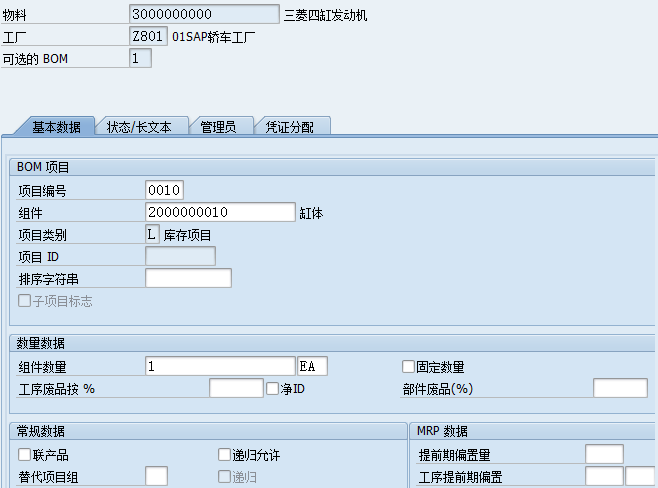 物料 3000000000 三菱四缸发动机
工厂 Z801 01SAP轿车工厂
可选的 BOM 1
基本数据 状态/长文本 管理员 凭证分配
BOM 项目
项目编号 0010
组件 2000000010 缸体
项目类别 L 库存项目
项目 ID
排序字符串
子项目标志
数量数据
组件数量 1 EA 固定数量
工序废品按 % 净ID 部件废品(%)
常规数据 MRP 数据
联产品 递归允许 提前期偏置量
替代项目组 递归 工序提前期偏置